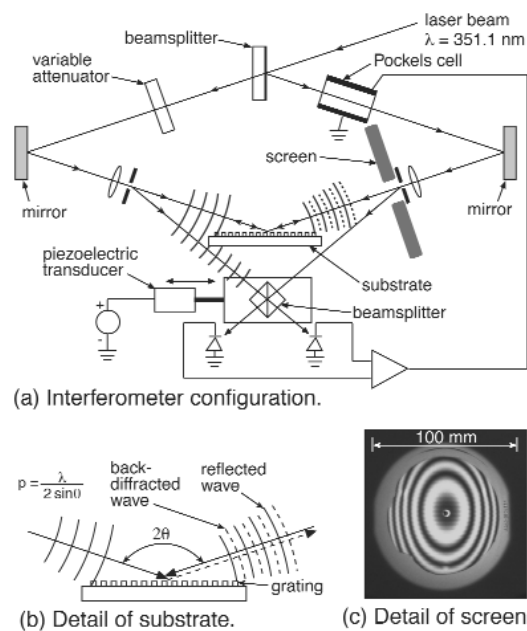 laser beam
λ = 351.1 nm
beamsplitter
Pockels cell
variable
attenuator
screen
mirror
mirror
piezoelectric
transducer
substrate
beamsplitter
+
-
(a) Interferometer configuration.
p = λ / 2 sinθ
back-
diffracted
wave
reflected
wave
2θ
grating
(b) Detail of substrate.
100 mm
(c) Detail of screen